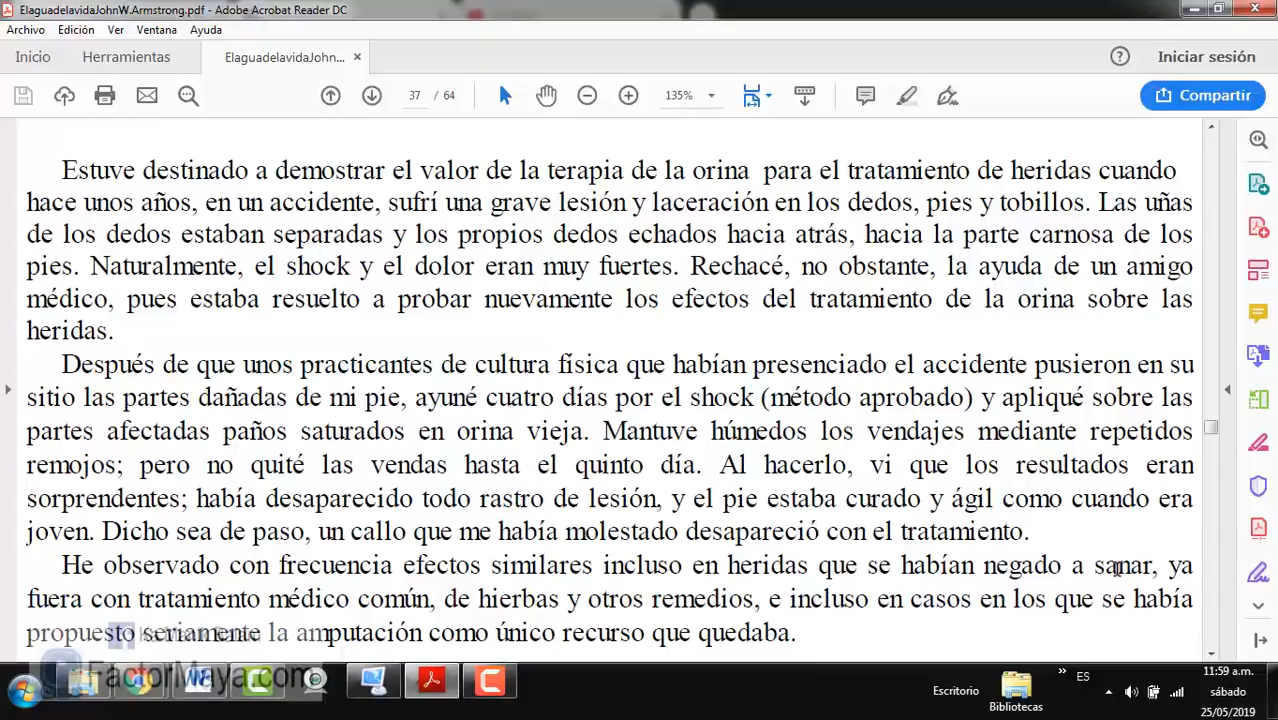 ElaguadelavidaJohnW.Armstrong.pdf - Adobe Acrobat Reader DC
Archivo Edición Ver Ventana Ayuda
Inicio Herramientas ElaguadelavidaJohn... × Iniciar sesión
37 / 64 135% Compartir
Estuve destinado a demostrar el valor de la terapia de la orina para el tratamiento de heridas cuando
hace unos años, en un accidente, sufrí una grave lesión y laceración en los dedos, pies y tobillos. Las uñas
de los dedos estaban separadas y los propios dedos echados hacia atrás, hacia la parte carnosa de los
pies. Naturalmente, el shock y el dolor eran muy fuertes. Rechacé, no obstante, la ayuda de un amigo
médico, pues estaba resuelto a probar nuevamente los efectos del tratamiento de la orina sobre las
heridas.
Después de que unos practicantes de cultura física que habían presenciado el accidente pusieron en su
sitio las partes dañadas de mi pie, ayuné cuatro días por el shock (método aprobado) y apliqué sobre las
partes afectadas paños saturados en orina vieja. Mantuve húmedos los vendajes mediante repetidos
remojos; pero no quité las vendas hasta el quinto día. Al hacerlo, vi que los resultados eran
sorprendentes; había desaparecido todo rastro de lesión, y el pie estaba curado y ágil como cuando era
joven. Dicho sea de paso, un callo que me había molestado desapareció con el tratamiento.
He observado con frecuencia efectos similares incluso en heridas que se habían negado a sanar, ya
fuera con tratamiento médico común, de hierbas y otros remedios, e incluso en casos en los que se había
propuesto seriamente la amputación como único recurso que quedaba.
FactorMaya.com
Escritorio Bibliotecas » ES
11:59 a.m.
sábado
25/05/2019